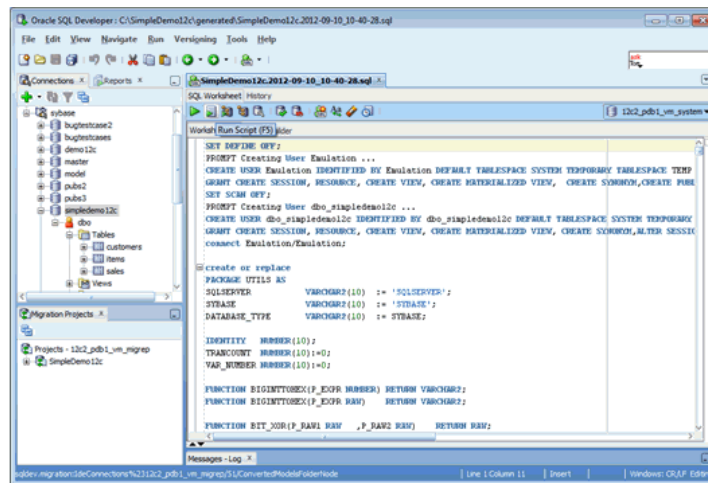 Oracle SQL Developer : C:\SimpleDemo12c\generated\SimpleDemo12c.2012-09-10_10-40-28.sql
File Edit View Navigate Run Versioning Tools Help
Connections Reports
SimpleDemo12c.2012-09-10_10-40-28.sql
SQL Worksheet History
12c2_pdb1_vm_system
Worksh Run Script (F5) uilder
sybase
bugtestcase2
bugtestcases
demo12c
master
model
pubs2
pubs3
simpledemo12c
dbo
Tables
customers
items
sales
Views
Migration Projects
Projects - 12c2_pdb1_vm_migrep
SimpleDemo12c
SET DEFINE OFF;
PROMPT Creating User Emulation ...
CREATE USER Emulation IDENTIFIED BY Emulation DEFAULT TABLESPACE SYSTEM TEMPORARY TABLESPACE TEMP
GRANT CREATE SESSION, RESOURCE, CREATE VIEW, CREATE MATERIALIZED VIEW, CREATE SYNONYM,CREATE PUBL
SET SCAN OFF;
PROMPT Creating User dbo_simpledemo12c ...
CREATE USER dbo_simpledemo12c IDENTIFIED BY dbo_simpledemo12c DEFAULT TABLESPACE SYSTEM TEMPORARY
GRANT CREATE SESSION, RESOURCE, CREATE VIEW, CREATE MATERIALIZED VIEW, CREATE SYNONYM,ALTER SESSIO
connect Emulation/Emulation;
create or replace
PACKAGE UTILS AS
SQLSERVER VARCHAR2(10) := 'SQLSERVER';
SYBASE VARCHAR2(10) := 'SYBASE';
DATABASE_TYPE VARCHAR2(10) := SYBASE;
IDENTITY NUMBER(10);
TRANCOUNT NUMBER(10):=0;
VAR_NUMBER NUMBER(10):=0;
FUNCTION BIGINTTOHEX(P_EXPR NUMBER) RETURN VARCHAR2;
FUNCTION BIGINTTOHEX(P_EXPR RAW) RETURN VARCHAR2;
FUNCTION BIT_XOR(P_RAW1 RAW ,P_RAW2 RAW) RETURN RAW;
Messages - Log
sqldev.migration:IdeConnections%2312c2_pdb1_vm_migrep/51/ConvertedModelsFolderNode
Line 1 Column 11 Insert Windows: CR/LF Editin